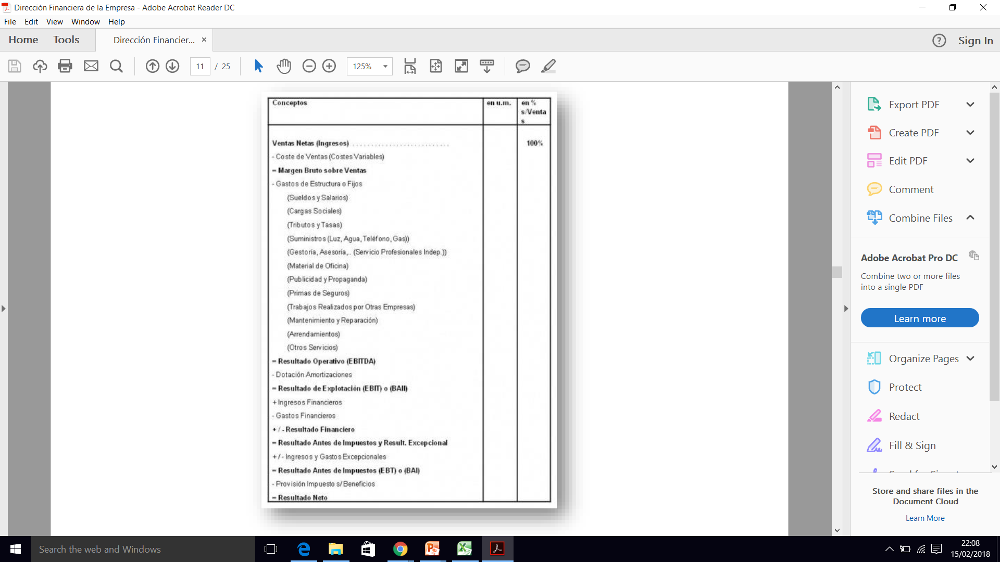 Dirección Financiera de la Empresa - Adobe Acrobat Reader DC
File Edit View Window Help
Home Tools Dirección Financier... × ? Sign In
11 / 25 125%
Conceptos en u.m. en %
s/Venta
s
Ventas Netas (Ingresos) . . . . . . . . . . . . . . . . . . . . . . . . . . 100%
- Coste de Ventas (Costes Variables)
= Margen Bruto sobre Ventas
- Gastos de Estructura o Fijos
(Sueldos y Salarios)
(Cargas Sociales)
(Tributos y Tasas)
(Suministros (Luz, Agua, Teléfono, Gas))
(Gestoría, Asesoría,.. (Servicio Profesionales Indep.))
(Material de Oficina)
(Publicidad y Propaganda)
(Primas de Seguros)
(Trabajos Realizados por Otras Empresas)
(Mantenimiento y Reparación)
(Arrendamientos)
(Otros Servicios)
= Resultado Operativo (EBITDA)
- Dotación Amortizaciones
= Resultado de Explotación (EBIT) o (BAII)
+ Ingresos Financieros
- Gastos Financieros
+ / - Resultado Financiero
= Resultado Antes de Impuestos y Result. Excepcional
+ / - Ingresos y Gastos Excepcionales
= Resultado Antes de Impuestos (EBT) o (BAI)
- Provisión Impuesto s/ Beneficios
= Resultado Neto
Export PDF
Create PDF
Edit PDF
Comment
Combine Files
Adobe Acrobat Pro DC
Combine two or more files
into a single PDF
Learn more
Organize Pages
Protect
Redact
Fill & Sign
Store and share files in the
Document Cloud
Learn More
Search the web and Windows
22:08
15/02/2018